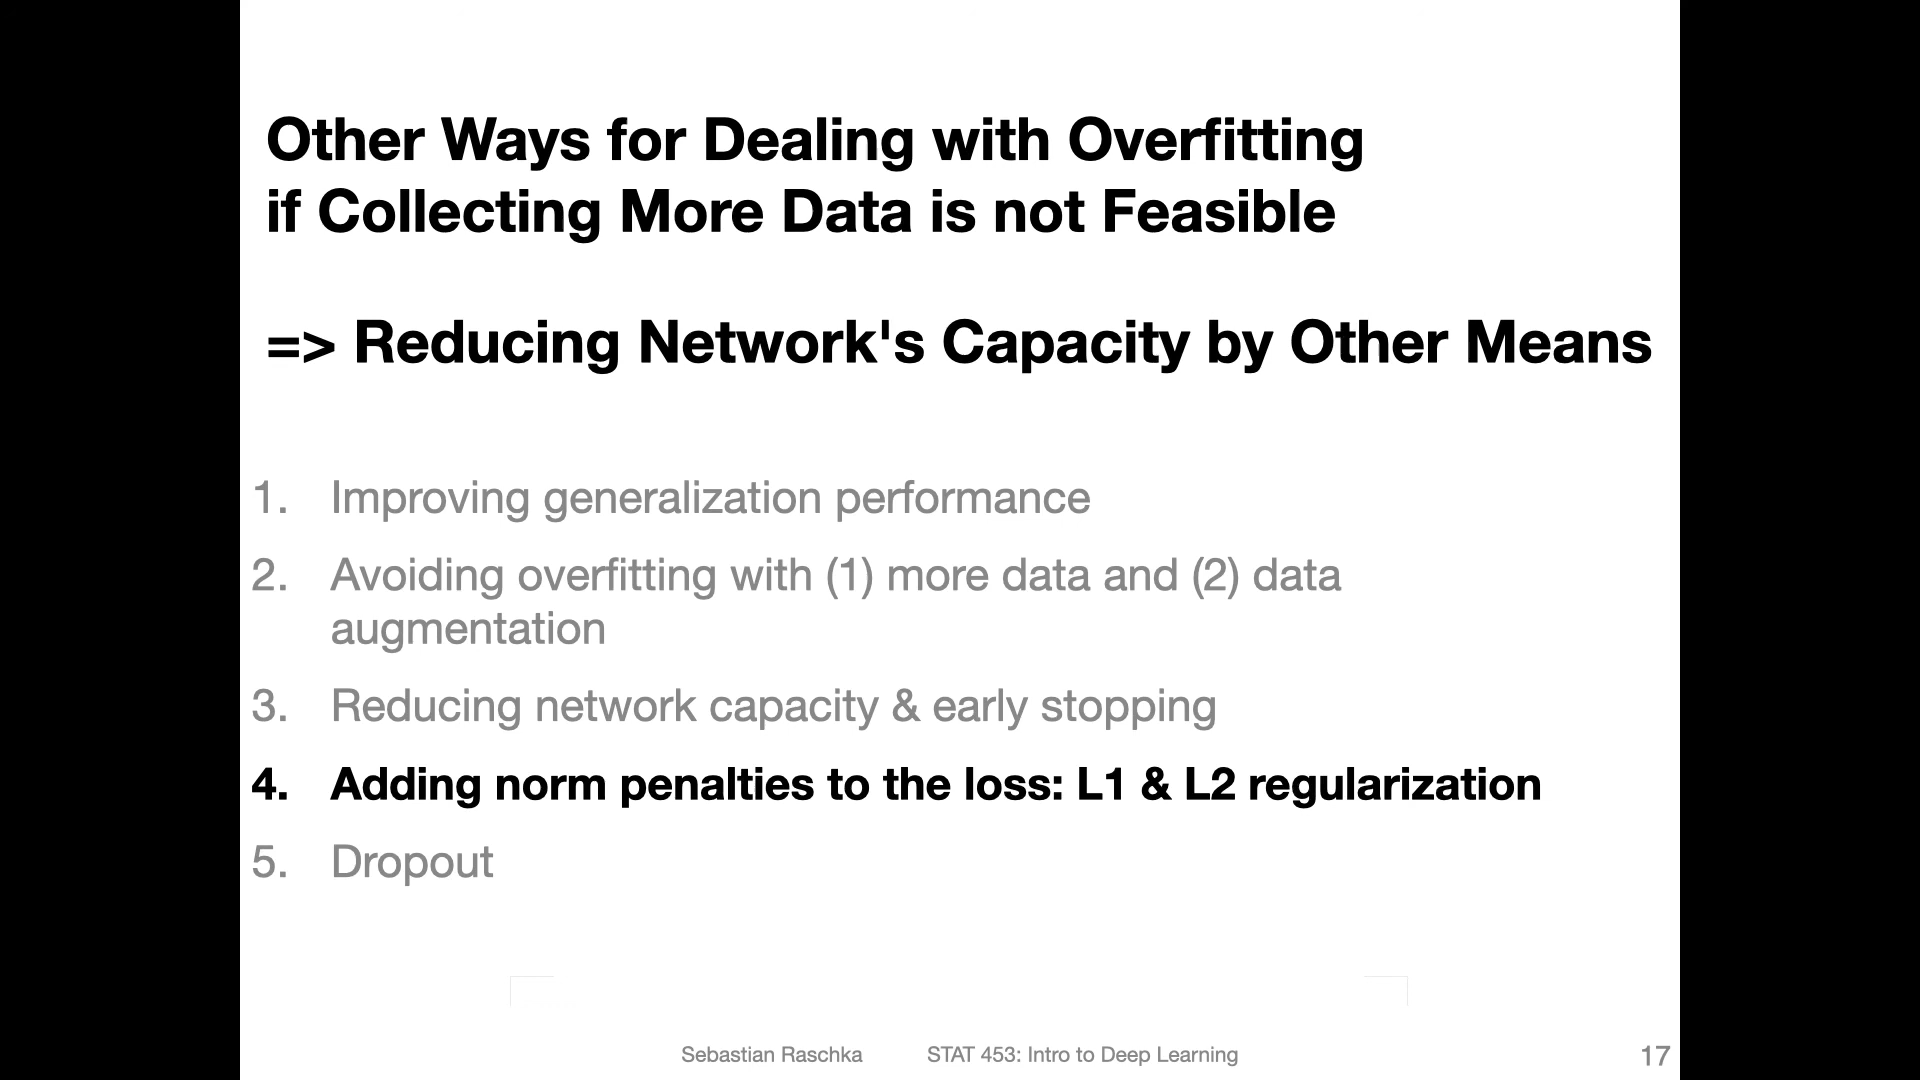 Other Ways for Dealing with Overfitting
if Collecting More Data is not Feasible
=> Reducing Network's Capacity by Other Means
1. Improving generalization performance
2. Avoiding overfitting with (1) more data and (2) data
augmentation
3. Reducing network capacity & early stopping
4. Adding norm penalties to the loss: L1 & L2 regularization
5. Dropout
Sebastian Raschka STAT 453: Intro to Deep Learning 17